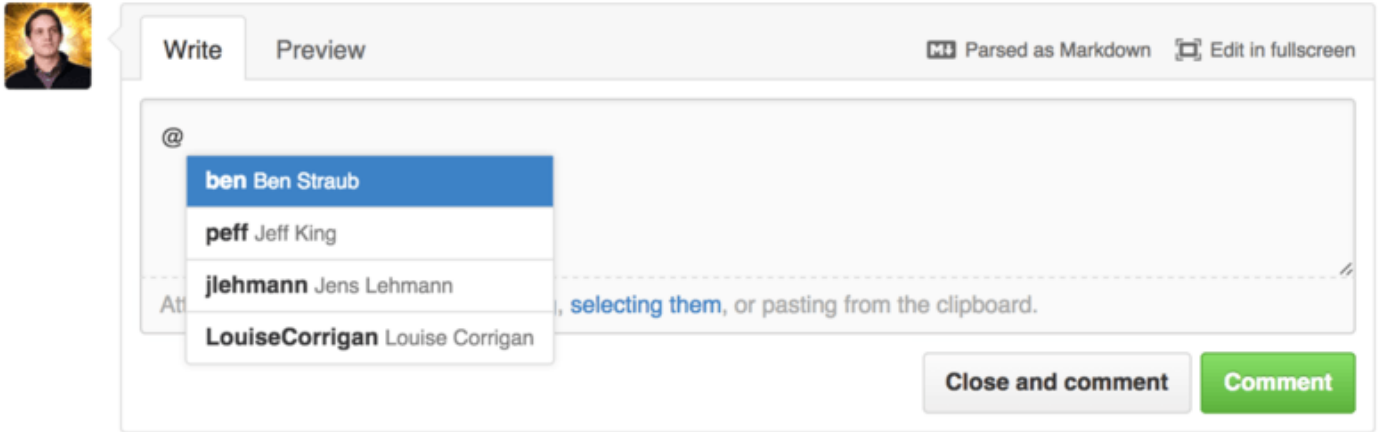 Write Preview Parsed as Markdown Edit in fullscreen
@
ben Ben Straub
peff Jeff King
jlehmann Jens Lehmann
Att , selecting them, or pasting from the clipboard.
LouiseCorrigan Louise Corrigan
Close and comment Comment